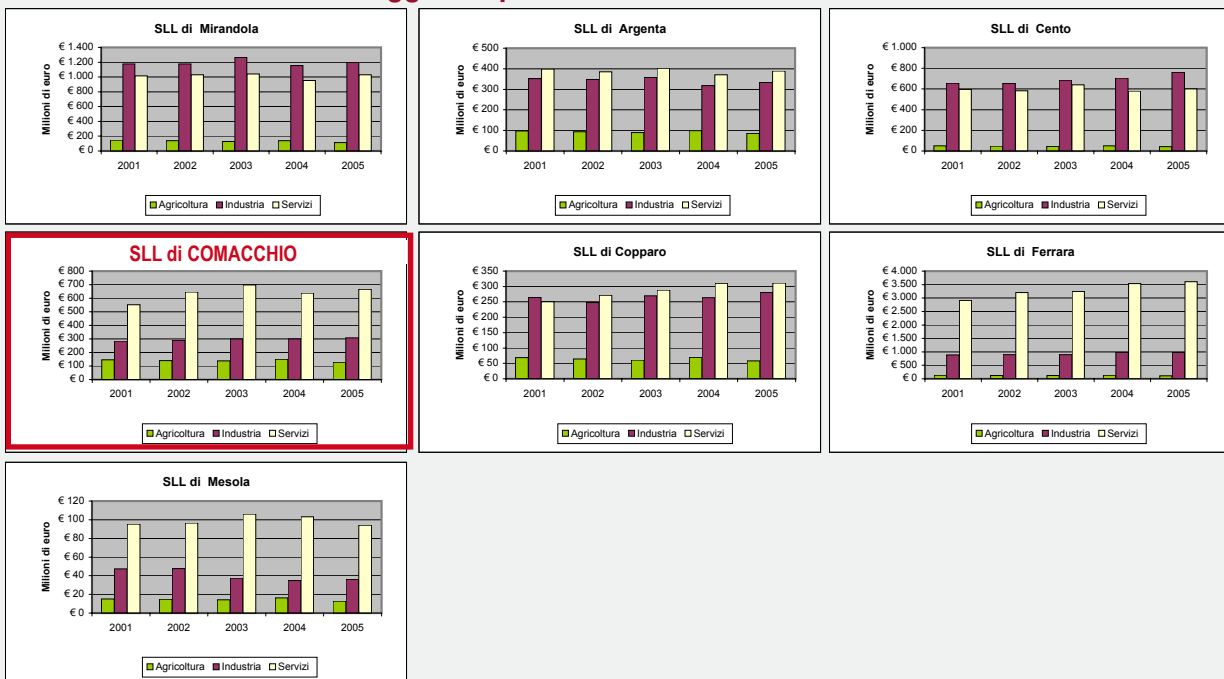 SLL di Mirandola
Milioni di euro
€ 1.400
€ 1.200
€ 1.000
€ 800
€ 600
€ 400
€ 200
€ 0
2001 2002 2003 2004 2005
Agricoltura Industria Servizi
SLL di Argenta
Milioni di euro
€ 500
€ 400
€ 300
€ 200
€ 100
€ 0
2001 2002 2003 2004 2005
Agricoltura Industria Servizi
SLL di Cento
Milioni di euro
€ 1.000
€ 800
€ 600
€ 400
€ 200
€ 0
2001 2002 2003 2004 2005
Agricoltura Industria Servizi
SLL di COMACCHIO
Milioni di euro
€ 800
€ 700
€ 600
€ 500
€ 400
€ 300
€ 200
€ 100
€ 0
2001 2002 2003 2004 2005
Agricoltura Industria Servizi
SLL di Copparo
Milioni di euro
€ 350
€ 300
€ 250
€ 200
€ 150
€ 100
€ 50
€ 0
2001 2002 2003 2004 2005
Agricoltura Industria Servizi
SLL di Ferrara
Milioni di euro
€ 4.000
€ 3.500
€ 3.000
€ 2.500
€ 2.000
€ 1.500
€ 1.000
€ 500
€ 0
2001 2002 2003 2004 2005
Agricoltura Industria Servizi
SLL di Mesola
Milioni di euro
€ 120
€ 100
€ 80
€ 60
€ 40
€ 20
€ 0
2001 2002 2003 2004 2005
Agricoltura Industria Servizi